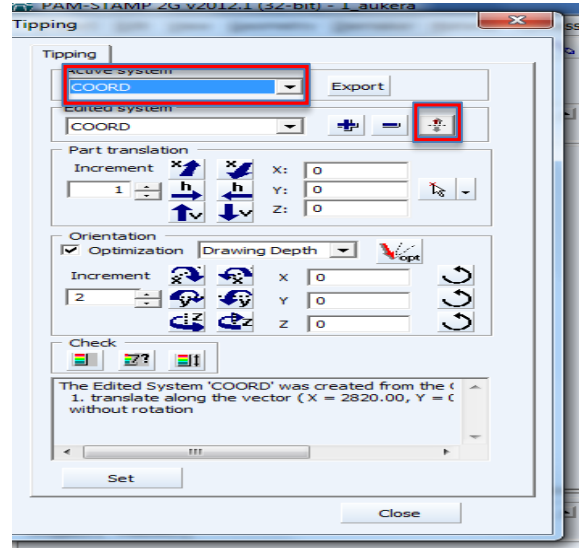 PAM-STAMP 2G v2012.1 (32-bit) - 1_aukera
Tipping
Tipping
Active system
COORD
Export
Edited system
COORD
Part translation
Increment
X: 0
1
Y: 0
Z: 0
Orientation
Optimization Drawing Depth opt
Increment
X 0
2
Y 0
Z 0
Check
Z?
The Edited System 'COORD' was created from the (
1. translate along the vector ( X = 2820.00, Y = 0
without rotation
Set
Close